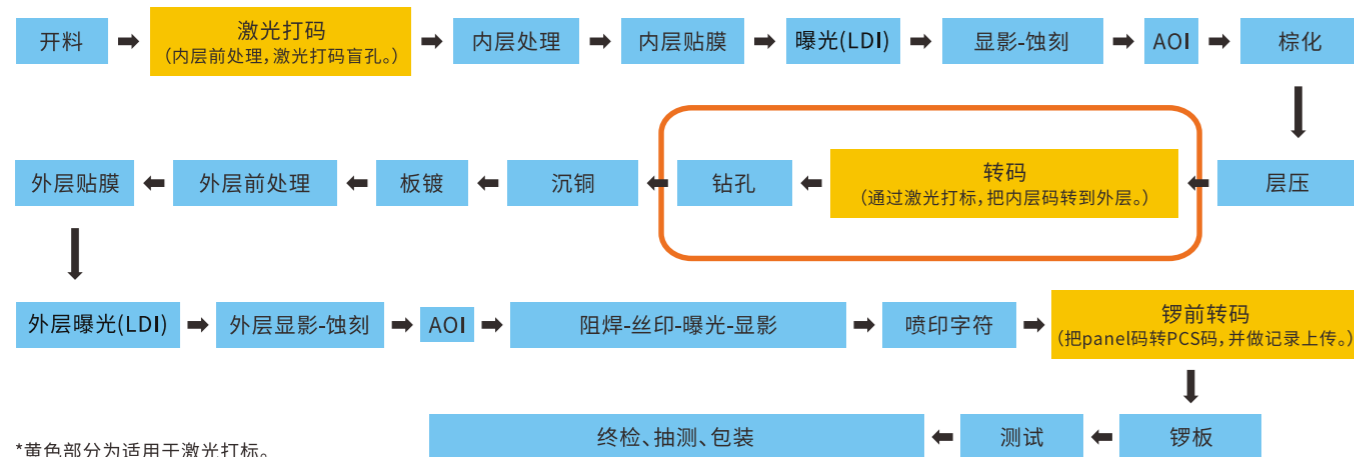 开料
激光打码
（内层前处理，激光打码盲孔。）
内层处理
内层贴膜
曝光(LDI)
显影-蚀刻
AOI
棕化
层压
转码
（通过激光打标，把内层码转到外层。）
钻孔
沉铜
板镀
外层前处理
外层贴膜
外层曝光(LDI)
外层显影-蚀刻
AOI
阻焊-丝印-曝光-显影
喷印字符
锣前转码
（把panel码转PCS码，并做记录上传。）
锣板
测试
终检、抽测、包装
*黄色部分为适用于激光打标。